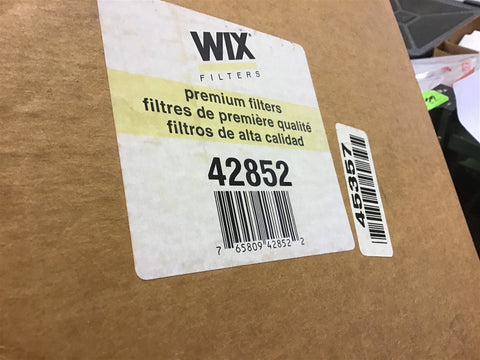 WIX
FILTERS
premium filters
filtres de première qualité
filtros de alta calidad
42852
7 65809 42852 2
45357